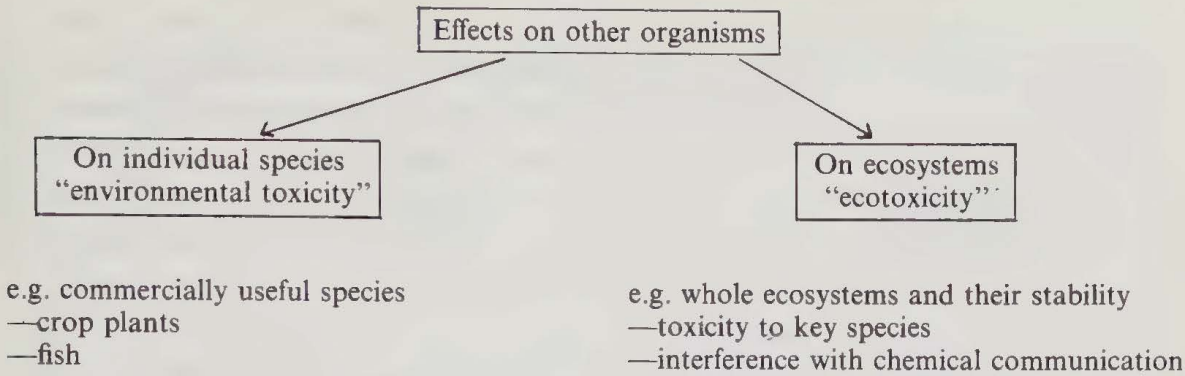 Effects on other organisms
On individual species
“environmental toxicity”
On ecosystems
“ecotoxicity”
e.g. commercially useful species
—crop plants
—fish
e.g. whole ecosystems and their stability
—toxicity to key species
—interference with chemical communication